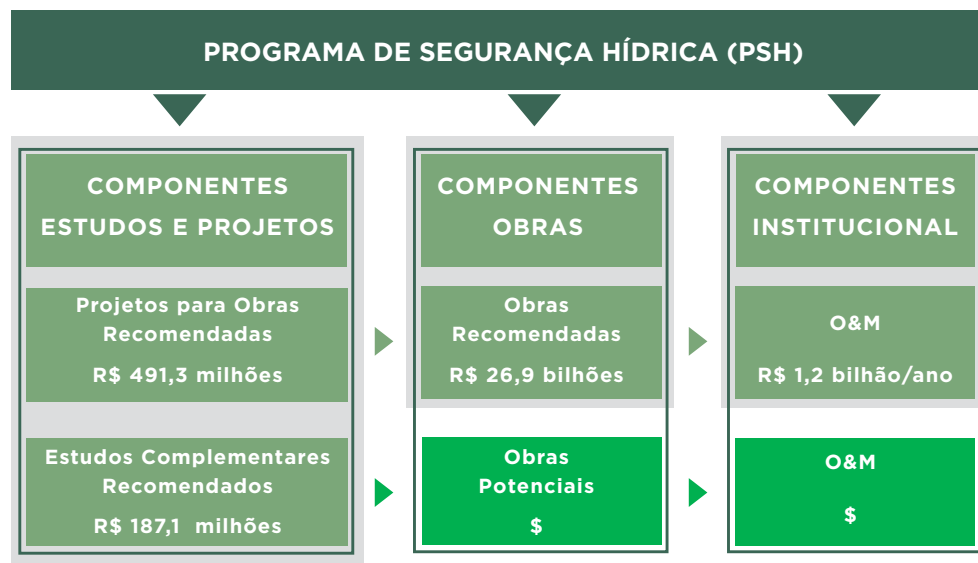 PROGRAMA DE SEGURANÇA HÍDRICA (PSH)
COMPONENTES
ESTUDOS E PROJETOS
Projetos para Obras
Recomendadas
R$ 491,3 milhões
Estudos Complementares
Recomendados
R$ 187,1 milhões
COMPONENTES
OBRAS
Obras
Recomendadas
R$ 26,9 bilhões
Obras
Potenciais
$
COMPONENTES
INSTITUCIONAL
O&M
R$ 1,2 bilhão/ano
O&M
$